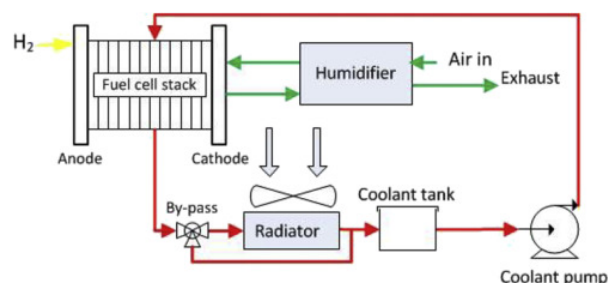 H2
Fuel cell stack
Humidifier
Air in
Exhaust
Anode
Cathode
By-pass
Radiator
Coolant tank
Coolant pump